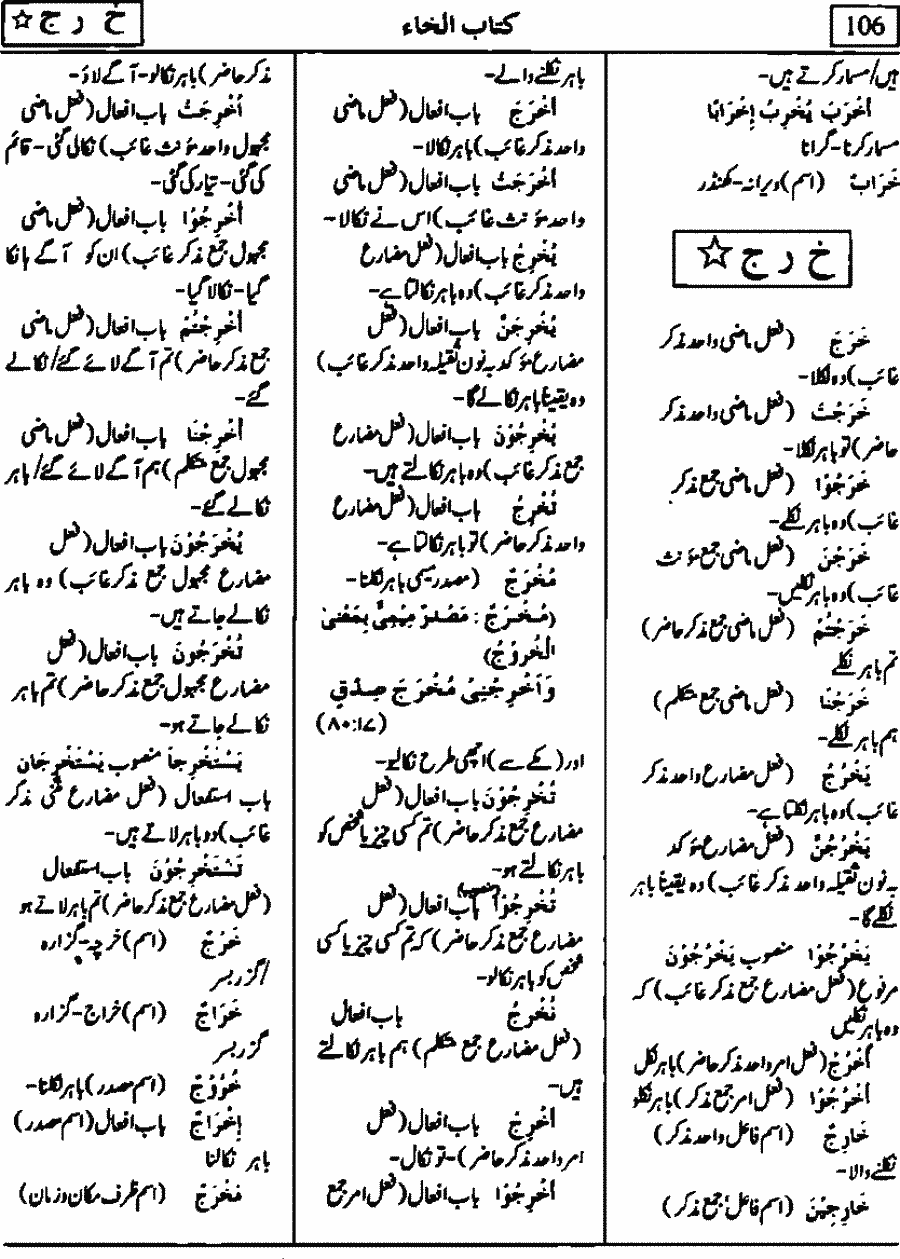 106
کتاب الخاء
خ ر ج ☆
ہیں/مسمار کرتے ہیں-
اَخْرَبَ یُخْرِبُ اِخْرَابًا
مسمار کرنا-گرانا
خَرَابٌ (اسم) ویرانہ-کھنڈر
خ ر ج ☆
خَرَجَ (فعل ماضی واحد مذکر
غائب) وہ نکلا-
خَرَجْتَ (فعل ماضی واحد مذکر
حاضر) تو باہر نکلا-
خَرَجُوْا (فعل ماضی جمع مذکر
غائب) وہ باہر نکلے-
خَرَجْنَ (فعل ماضی جمع مؤنث
غائب) وہ باہر نکلیں-
خَرَجْتُمْ (فعل ماضی جمع مذکر حاضر)
تم باہر نکلے
خَرَجْنَا (فعل ماضی جمع متکلم)
ہم باہر نکلے-
یَخْرُجُ (فعل مضارع واحد مذکر
غائب) وہ باہر نکلتا ہے-
یَخْرُجَنَّ (فعل مضارع مؤکد
بہ نون ثقیلہ واحد مذکر غائب) وہ یقیناً باہر
نکلے گا-
یَخْرُجُوْا منصوب یَخْرُجُوْنَ
مرفوع (فعل مضارع جمع مذکر غائب) کہ
وہ باہر نکلیں
اُخْرُجْ (فعل امر واحد مذکر حاضر) باہر نکل
اُخْرُجُوْا (فعل امر جمع مذکر) باہر نکلو
خَارِجٌ (اسم فاعل واحد مذکر)
نکلنے والا-
خَارِجِیْنَ (اسم فاعل جمع مذکر)
باہر نکلنے والے-
اَخْرَجَ باب افعال (فعل ماضی
واحد مذکر غائب) باہر نکالا-
اَخْرَجَتْ باب افعال (فعل ماضی
واحد مؤنث غائب) اس نے نکالا-
یُخْرِجُ باب افعال (فعل مضارع
واحد مذکر غائب) وہ باہر نکالتا ہے-
یُخْرِجَنَّ باب افعال (فعل
مضارع مؤکد بہ نون ثقیلہ واحد مذکر غائب)
وہ یقیناً باہر نکالے گا-
یُخْرِجُوْنَ باب افعال (فعل مضارع
جمع مذکر غائب) وہ باہر نکالتے ہیں-
تُخْرِجُ باب افعال (فعل مضارع
واحد مذکر حاضر) تو باہر نکالتا ہے-
مُخْرَجٌ (مصدر میمی باہر نکلنا-
(مُخْرَجٌ : مَصْدَرٌ مِیْمِیٌّ بِمَعْنٰی
الْخُرُوْجُ)
وَاَخْرِجْنِیْ مُخْرَجَ صِدْقٍ
(۸۰:۱۷)
اور (مکے سے) اچھی طرح نکالیو-
تُخْرِجُوْنَ باب افعال (فعل
مضارع جمع مذکر حاضر) تم کسی چیز یا شخص کو
باہر نکالتے ہو-
تُخْرِجُوْا (منصوب) باب افعال (فعل
مضارع جمع مذکر حاضر) کہ تم کسی چیز یا کسی
شخص کو باہر نکالو-
نُخْرِجُ باب افعال
(فعل مضارع جمع متکلم) ہم باہر نکالتے
ہیں-
اَخْرِجْ باب افعال (فعل
امر واحد مذکر حاضر)-تو نکال-
اَخْرِجُوْا باب افعال (فعل امر جمع
مذکر حاضر) باہر نکالو-آگے لاؤ-
اُخْرِجَتْ باب افعال (فعل ماضی
مجہول واحد مؤنث غائب) نکالی گئی-قائم
کی گئی-تیار کی گئی-
اُخْرِجُوْا باب افعال (فعل ماضی
مجہول جمع مذکر غائب) ان کو آگے ہانکا
گیا-نکالا گیا-
اُخْرِجْتُمْ باب افعال (فعل ماضی
جمع مذکر حاضر) تم آگے لائے گئے/نکالے
گئے-
اُخْرِجْنَا باب افعال (فعل ماضی
مجہول جمع متکلم) ہم آگے لائے گئے/باہر
نکالے گئے-
یُخْرَجُوْنَ باب افعال (فعل
مضارع مجہول جمع مذکر غائب) وہ باہر
نکالے جاتے ہیں-
تُخْرَجُونَ باب افعال (فعل
مضارع مجہول جمع مذکر حاضر) تم باہر
نکالے جاتے ہو-
یَسْتَخْرِجاَ منصوب یَسْتَخْرِجَان
باب استفعال (فعل مضارع مثنی مذکر
غائب) دو باہر لاتے ہیں-
تَسْتَخْرِجُوْنَ باب استفعال
(فعل مضارع جمع مذکر حاضر) تم باہر لاتے ہو
خَرْجٌ (اسم) خرچہ-گزارہ
/گزر بسر
خَرَاجٌ (اسم) خراج-گزارہ
گزر بسر
خُرُوْجٌ (اسم مصدر) باہر نکلنا-
اِخْرَاجٌ باب افعال (اسم مصدر)
باہر نکالنا
مَخْرَجٌ (اسم ظرف مکان و زمان)